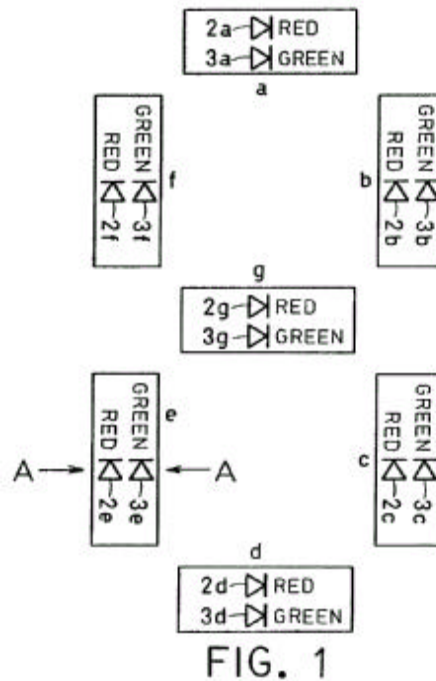 2a RED
3a GREEN
a
GREEN
RED
3f
2f
f
b
GREEN
RED
3b
2b
g
2g RED
3g GREEN
GREEN
RED
3e
2e
e
A
A
c
GREEN
RED
3c
2c
d
2d RED
3d GREEN
FIG. 1